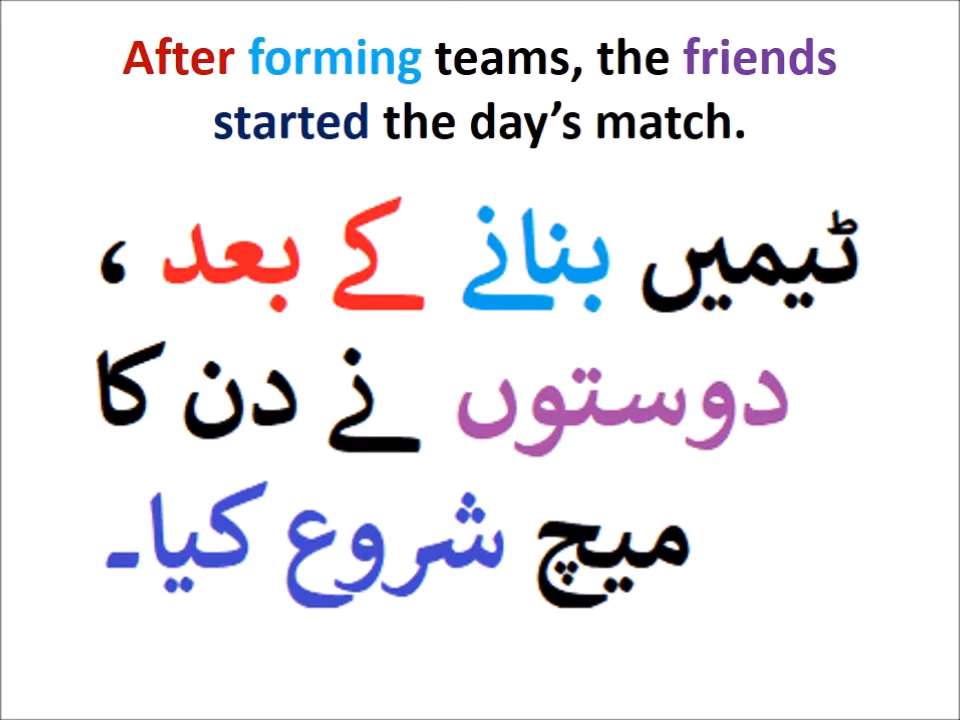 After forming teams, the friends
started the day’s match.
ٹیمیں بنانے کے بعد ،
دوستوں نے دن کا
میچ شروع کیا۔